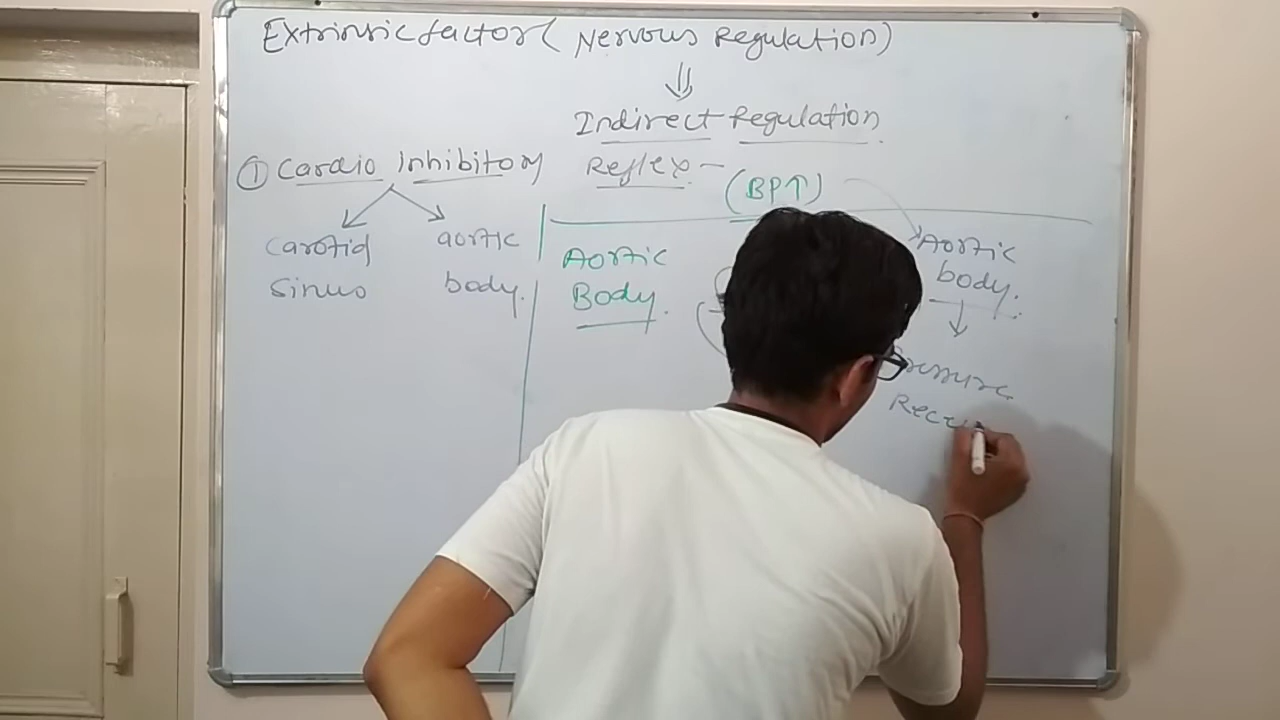 Extrinsic factor ( Nervous Regulation)
⇓
Indirect Regulation
① Cardio Inhibitory Reflex -
(BP↑)
Carotid
Sinus
aortic
body.
Aortic
Body.
Aortic
body.
↓